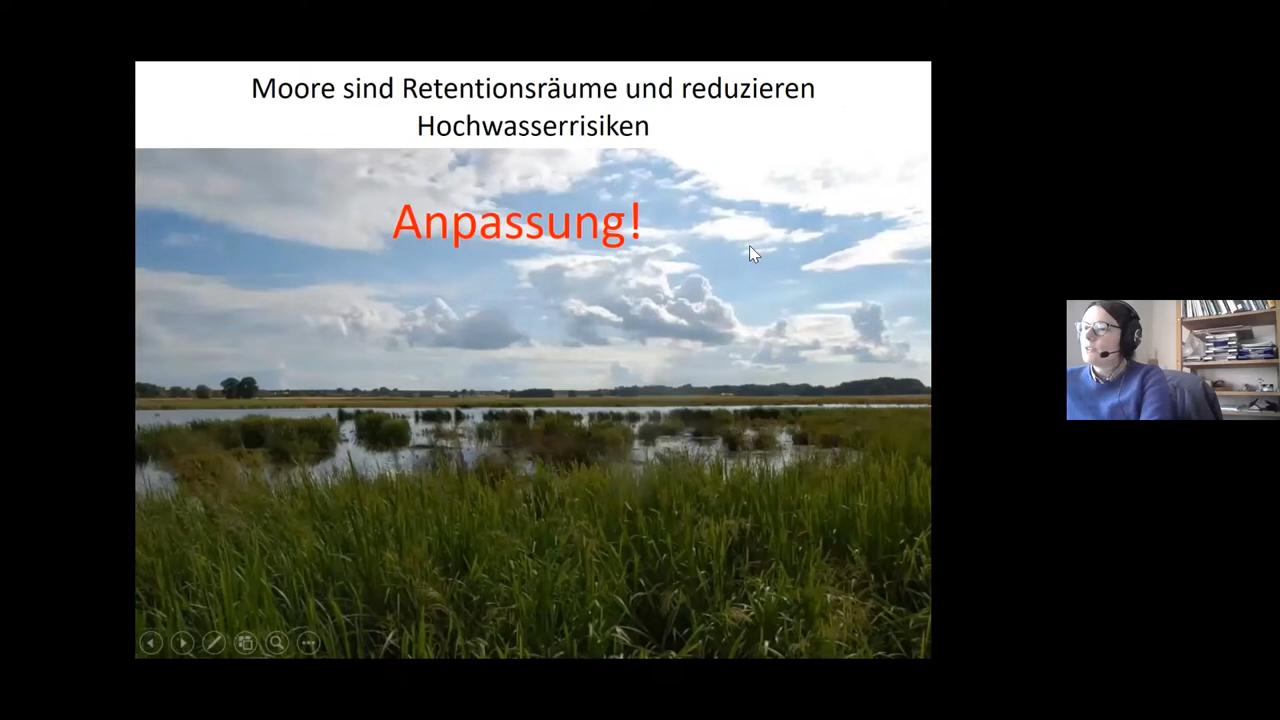 Moore sind Retentionsräume und reduzieren
Hochwasserrisiken
Anpassung!